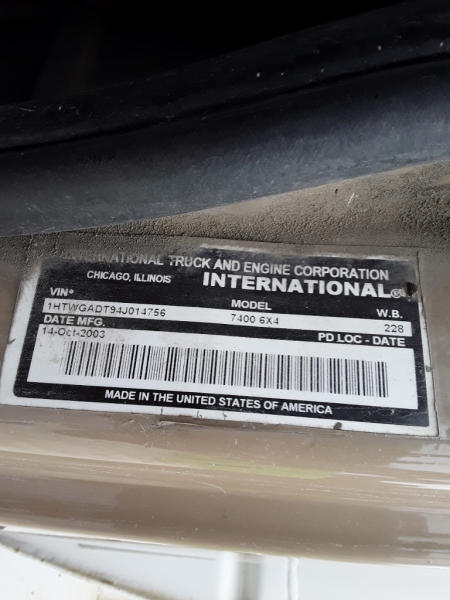 INTERNATIONAL TRUCK AND ENGINE CORPORATION
CHICAGO, ILLINOIS INTERNATIONAL®
VIN# MODEL W.B.
1HTWGADT94J014756 7400 6X4 228
DATE MFG. PD LOC - DATE
14-Oct-2003
MADE IN THE UNITED STATES OF AMERICA